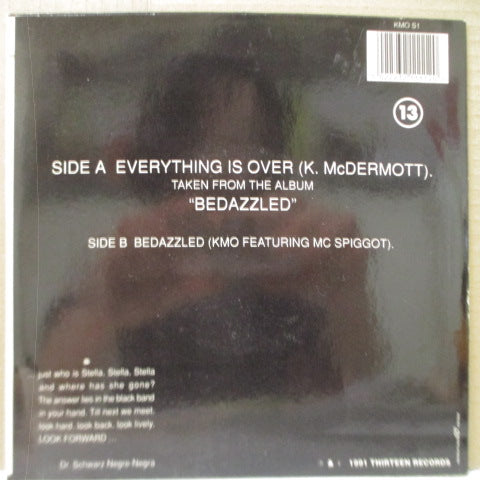 KMO S1
13
SIDE A EVERYTHING IS OVER (K. McDERMOTT).
TAKEN FROM THE ALBUM
“BEDAZZLED”
SIDE B BEDAZZLED (KMO FEATURING MC SPIGGOT).
just who is Stella. Stella. Stella
and where has she gone?
The answer lies in the black band
in your hand. Till next we meet.
look hard. look back. look lively.
LOOK FORWARD ...
Dr. Schwarz Negre Negra
& 1991 THIRTEEN RECORDS